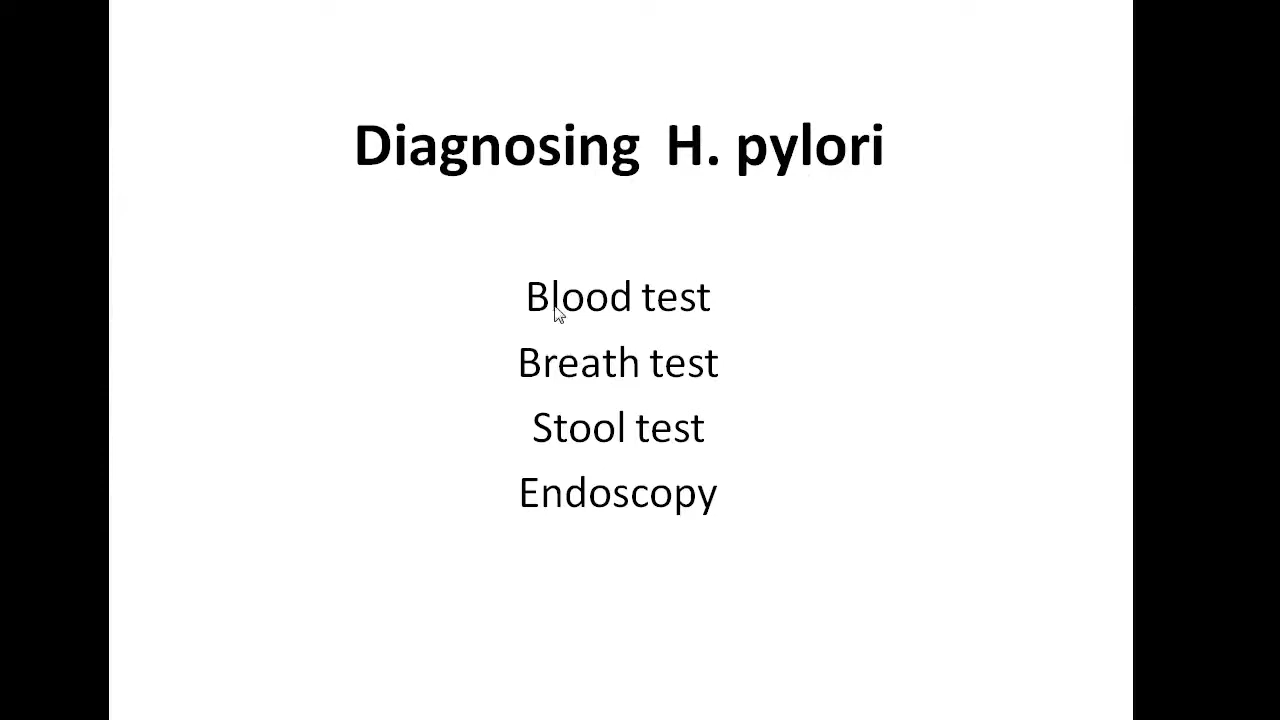 Diagnosing H. pylori
Blood test
Breath test
Stool test
Endoscopy